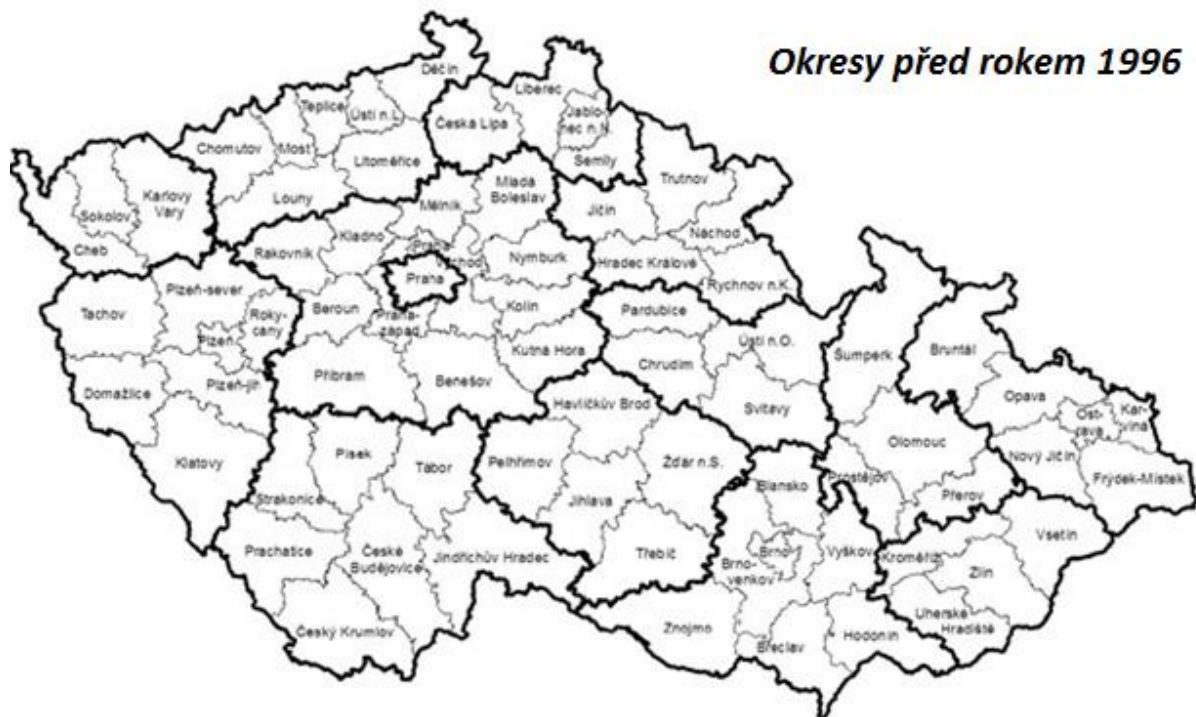 Okresy před rokem 1996
Děčín
Liberec
Teplice
Ústí n.L.
Česká Lípa
Jablo-
nec n.N.
Chomutov
Most
Litoměřice
Semily
Trutnov
Louny
Mladá
Boleslav
Karlovy
Vary
Sokolov
Mělník
Jičín
Cheb
Kladno
Náchod
Rakovník
Praha-
východ
Nymburk
Hradec Králové
Praha
Rychnov n.K.
Plzeň-sever
Tachov
Roky-
cany
Beroun
Praha-
západ
Kolín
Pardubice
Plzeň
Kutná Hora
Chrudim
Ústí n.O.
Šumperk
Bruntál
Příbram
Benešov
Domažlice
Plzeň-jih
Havlíčkův Brod
Svitavy
Opava
Ost-
rava
Kar-
viná
Olomouc
Klatovy
Písek
Tábor
Pelhřimov
Žďár n.S.
Nový Jičín
Frýdek-Místek
Strakonice
Jihlava
Blansko
Prostějov
Přerov
Prachatice
České
Budějovice
Jindřichův Hradec
Třebíč
Brno
Brno-
venkov
Vyškov
Kroměříž
Vsetín
Zlín
Český Krumlov
Znojmo
Břeclav
Hodonín
Uherské
Hradiště